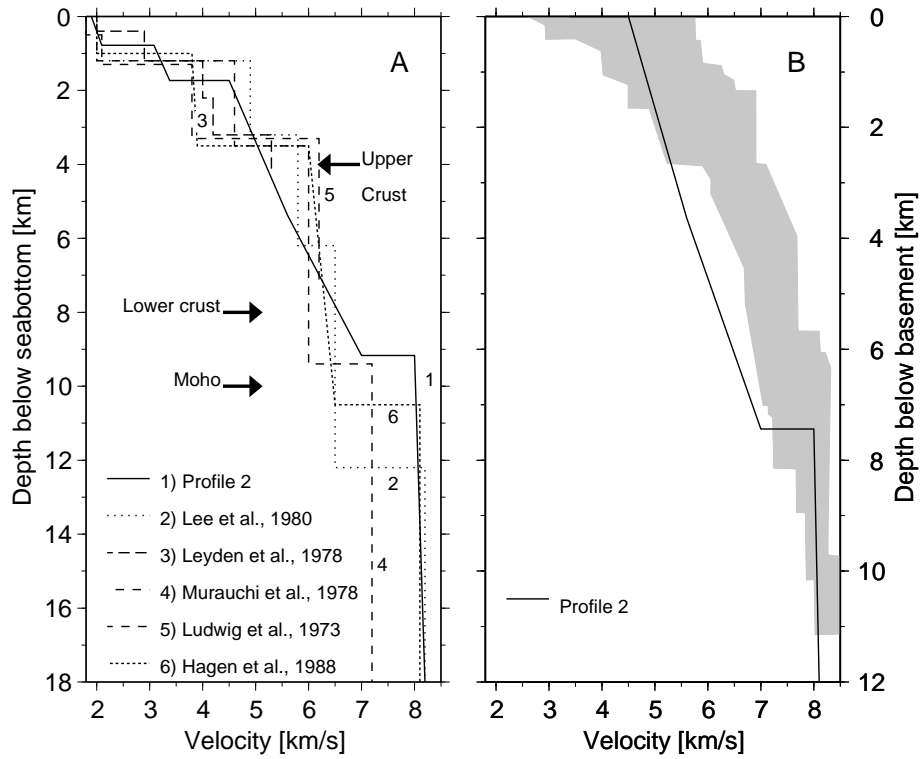 A
B
0
2
4
6
8
10
12
14
16
18
Depth below seabottom [km]
2 3 4 5 6 7 8
Velocity [km/s]
3
Upper
5
Crust
Lower crust
Moho
1
6
2
4
1) Profile 2
2) Lee et al., 1980
3) Leyden et al., 1978
4) Murauchi et al., 1978
5) Ludwig et al., 1973
6) Hagen et al., 1988
Profile 2
2 3 4 5 6 7 8
Velocity [km/s]
0
2
4
6
8
10
12
Depth below basement [km]